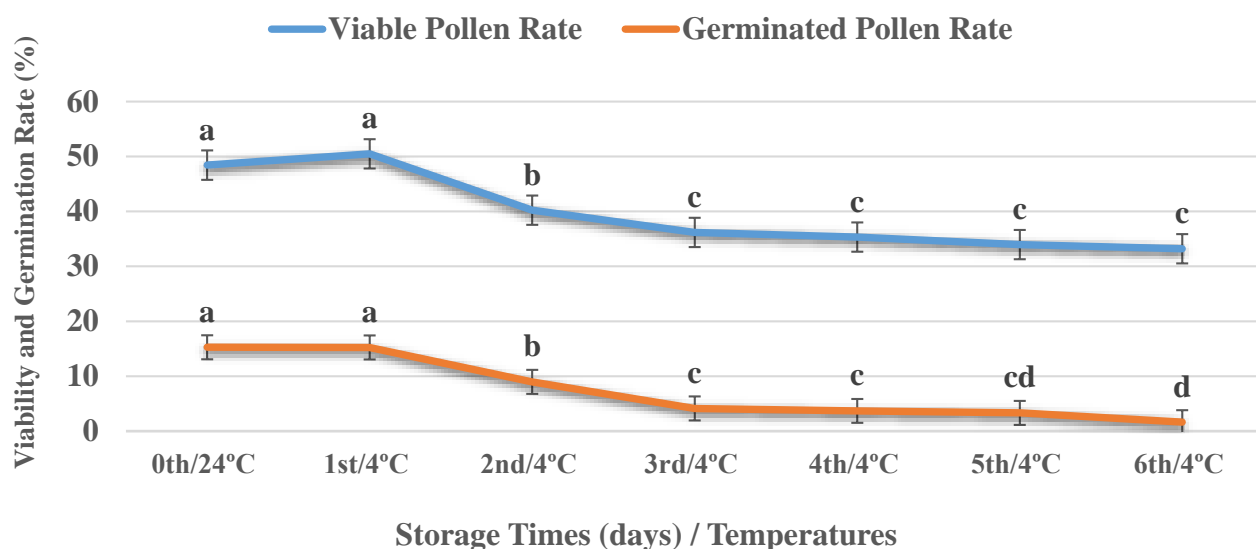 Viable Pollen Rate Germinated Pollen Rate
Viability and Germination Rate (%)
60
50
40
30
20
10
0
a a b c c c c
a a b c c cd d
0th/24ºC 1st/4ºC 2nd/4ºC 3rd/4ºC 4th/4ºC 5th/4ºC 6th/4ºC
Storage Times (days) / Temperatures